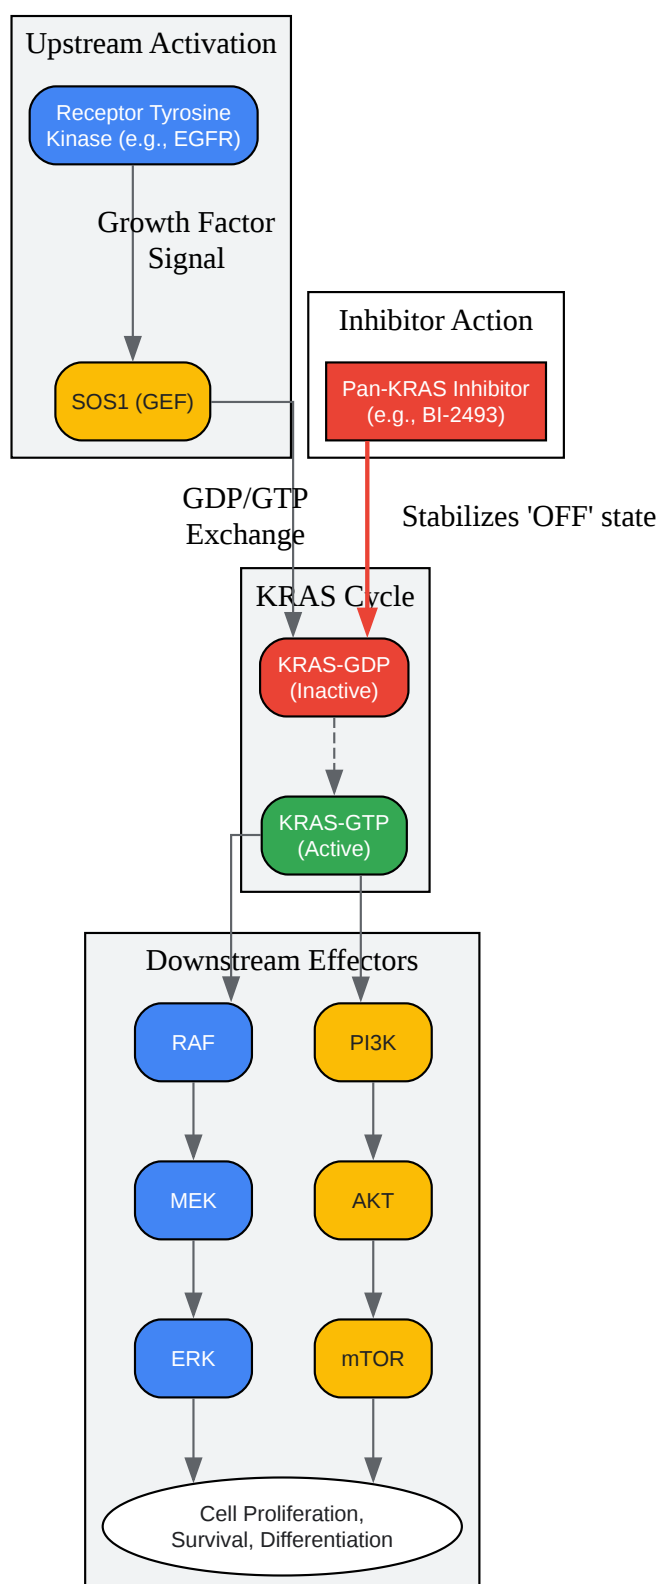 Upstream Activation
Receptor Tyrosine
Kinase (e.g., EGFR)
Growth Factor
Signal
SOS1 (GEF)
Inhibitor Action
Pan-KRAS Inhibitor
(e.g., BI-2493)
GDP/GTP
Exchange
Stabilizes 'OFF' state
KRAS Cycle
KRAS-GDP
(Inactive)
KRAS-GTP
(Active)
Downstream Effectors
RAF
PI3K
MEK
AKT
ERK
mTOR
Cell Proliferation,
Survival, Differentiation